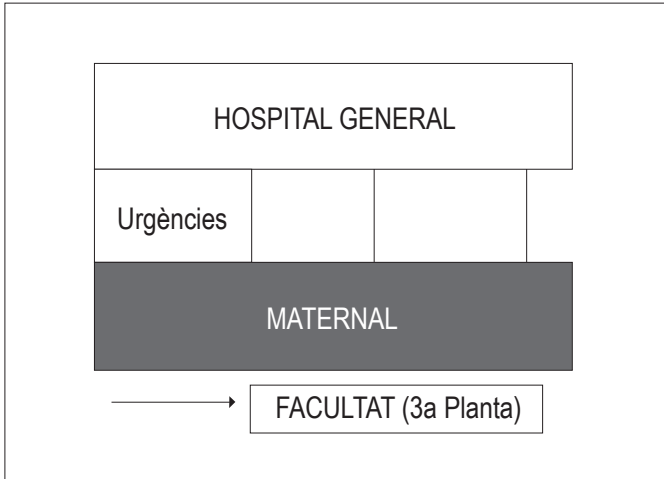 HOSPITAL GENERAL
Urgències
MATERNAL
FACULTAT (3a Planta)